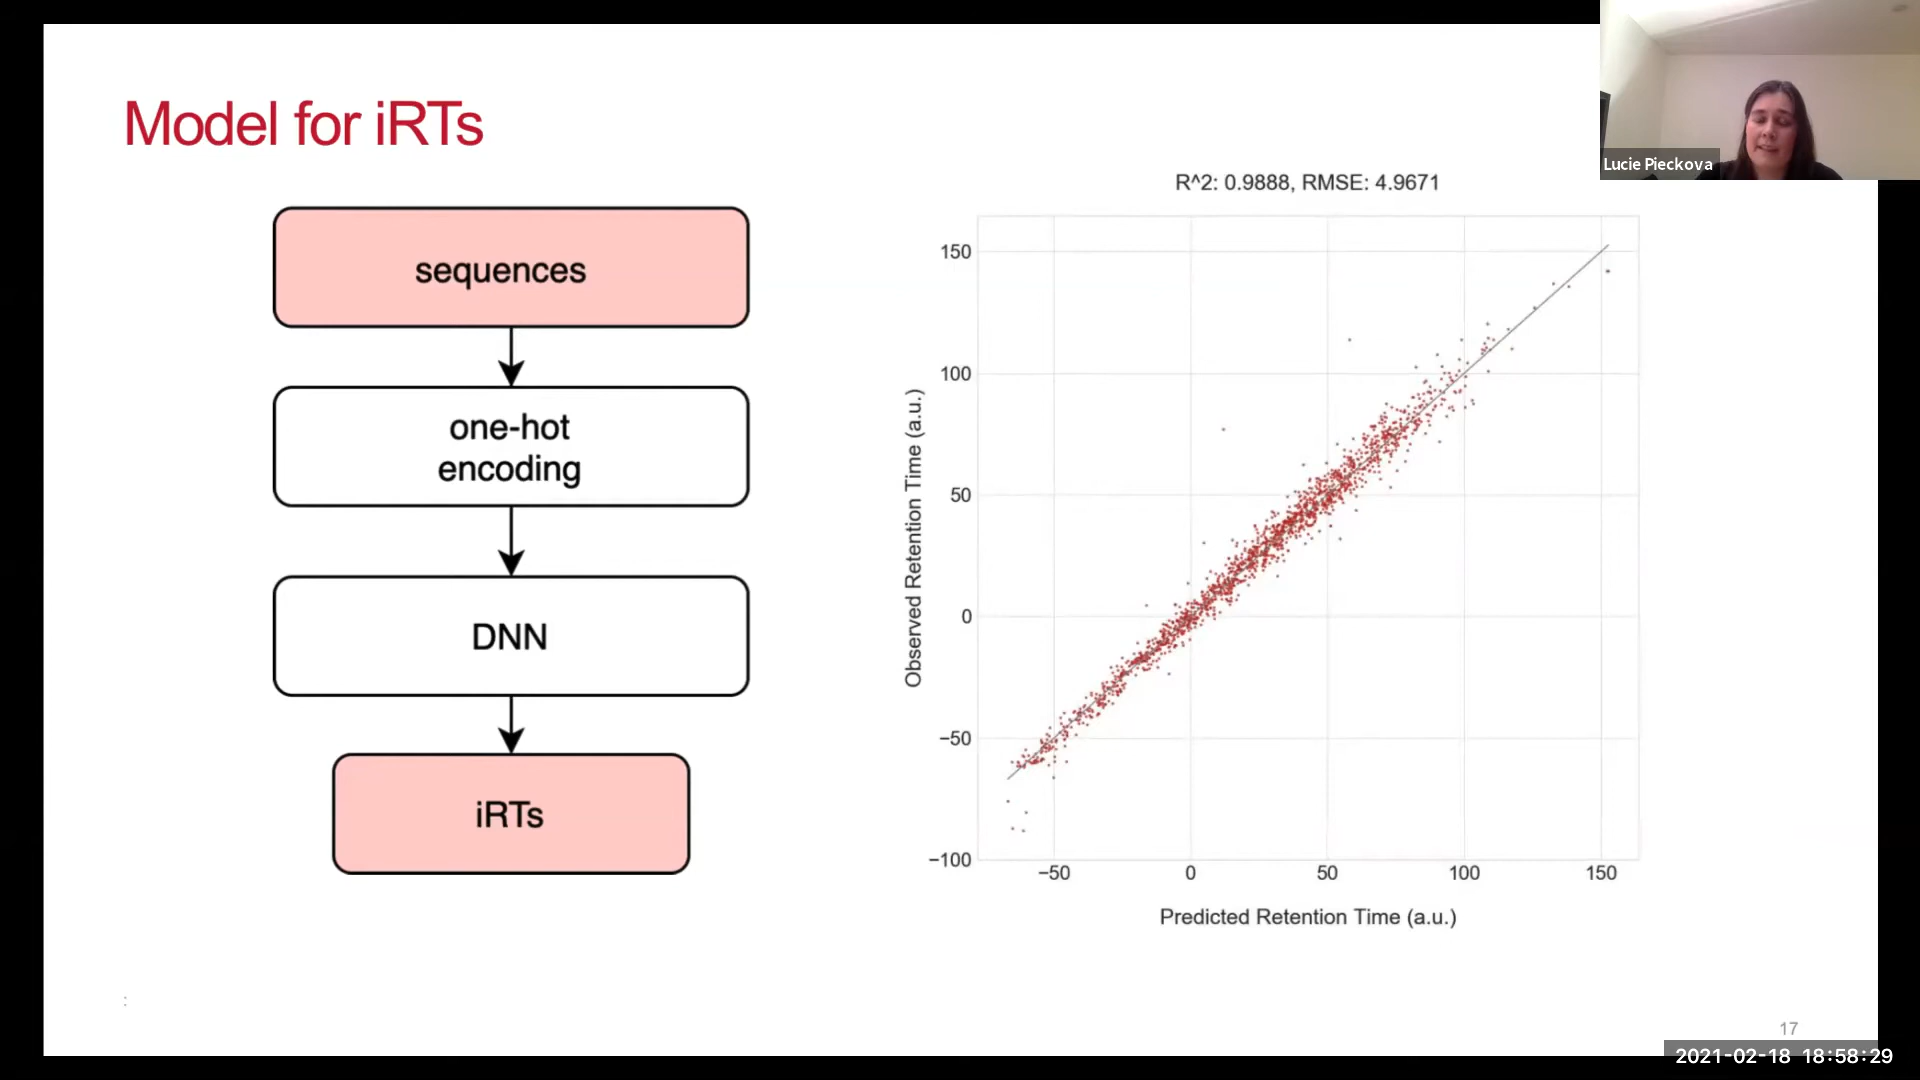 Model for iRTs
Lucie Pieckova
sequences
one-hot
encoding
DNN
iRTs
R^2: 0.9888, RMSE: 4.9671
Observed Retention Time (a.u.)
150
100
50
0
−50
−100
−50 0 50 100 150
Predicted Retention Time (a.u.)
:
17
2021-02-18 18:58:29